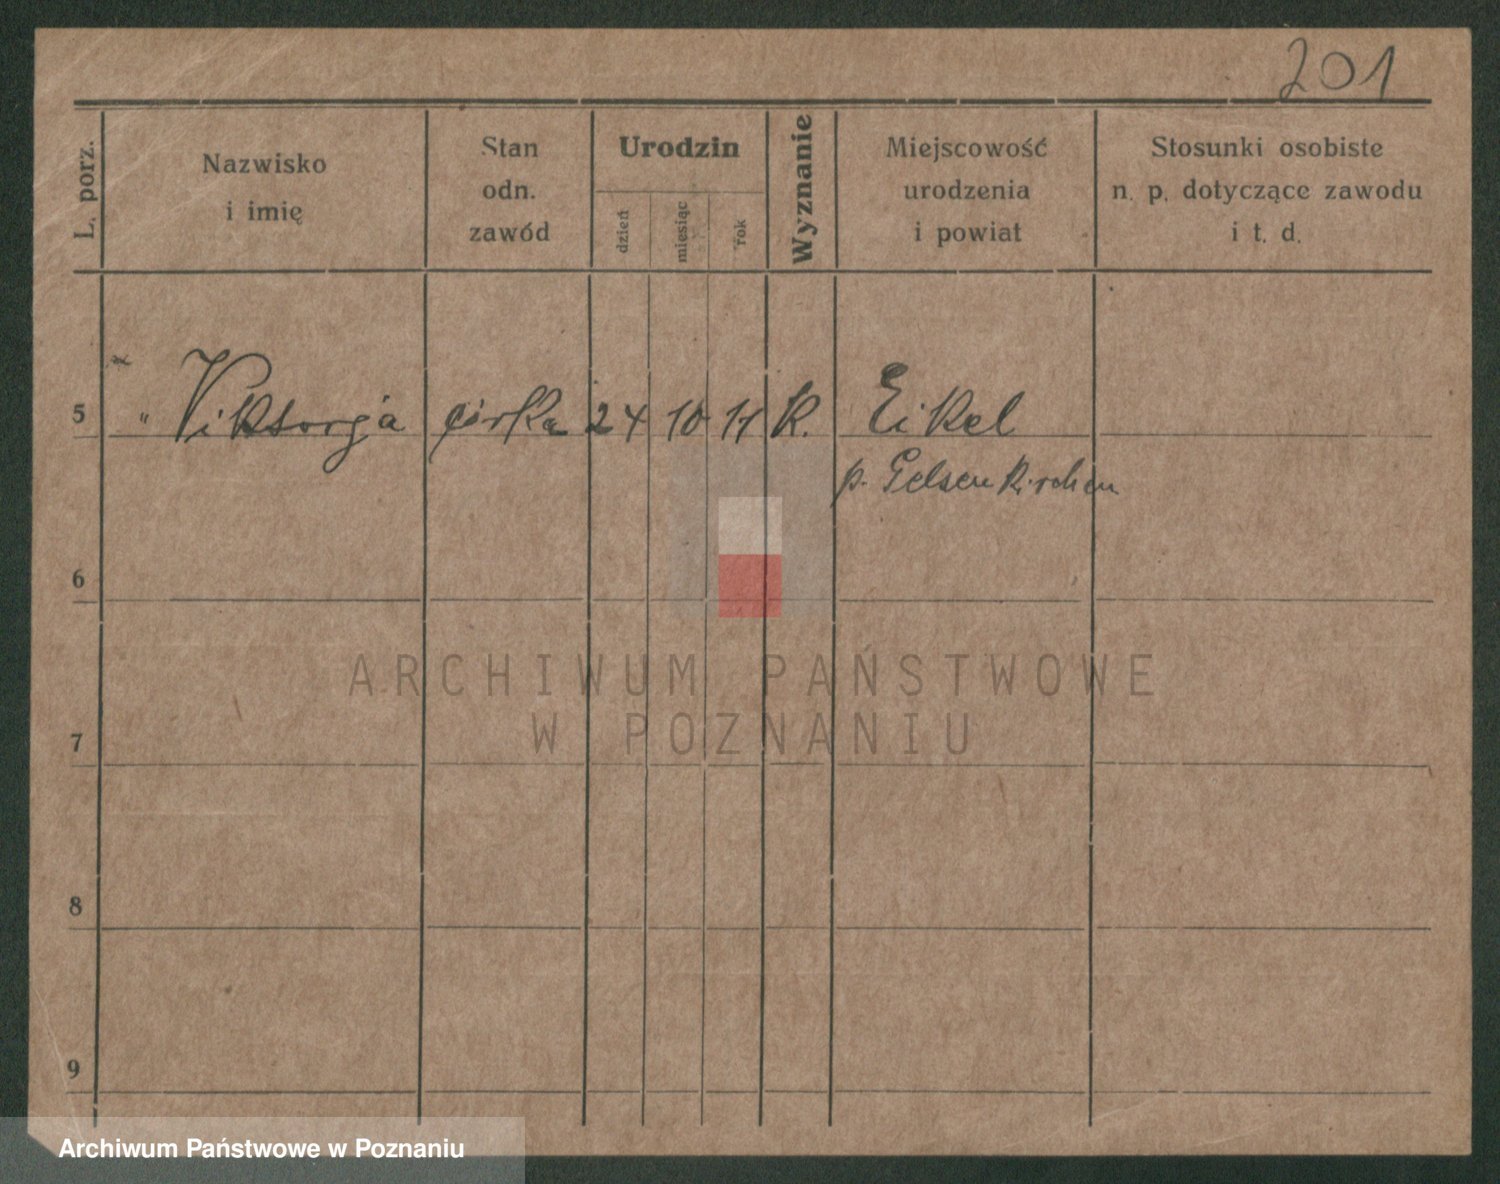 201
L. porz.
Nazwisko
i imię
Stan
odn.
zawód
Urodzin
dzień
miesiąc
rok
Wyznanie
Miejscowość
urodzenia
i powiat
Stosunki osobiste
n. p. dotyczące zawodu
i t. d.
5 " Viktorja córka 24 10 11 k. Eikel
p. Gelsenkirchen
6
7
8
9
ARCHIWUM PAŃSTWOWE
W POZNANIU
Archiwum Państwowe w Poznaniu